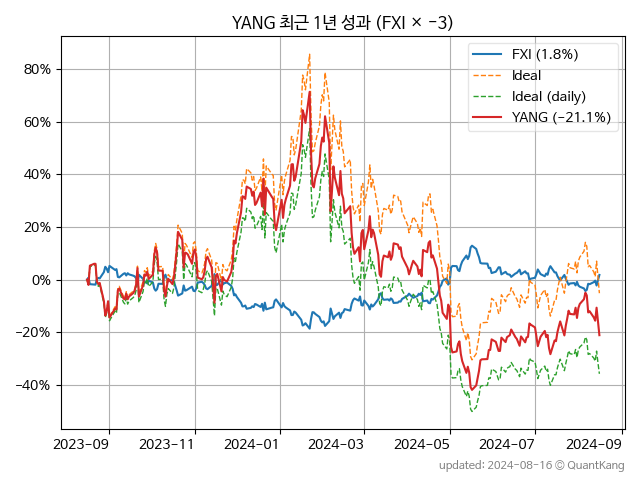 YANG 최근 1년 성과 (FXI × −3)
FXI (1.8%)
Ideal
Ideal (daily)
YANG (−21.1%)
80%
60%
40%
20%
0%
−20%
−40%
2023−09 2023−11 2024−01 2024−03 2024−05 2024−07 2024−09
updated: 2024−08−16 © QuantKang